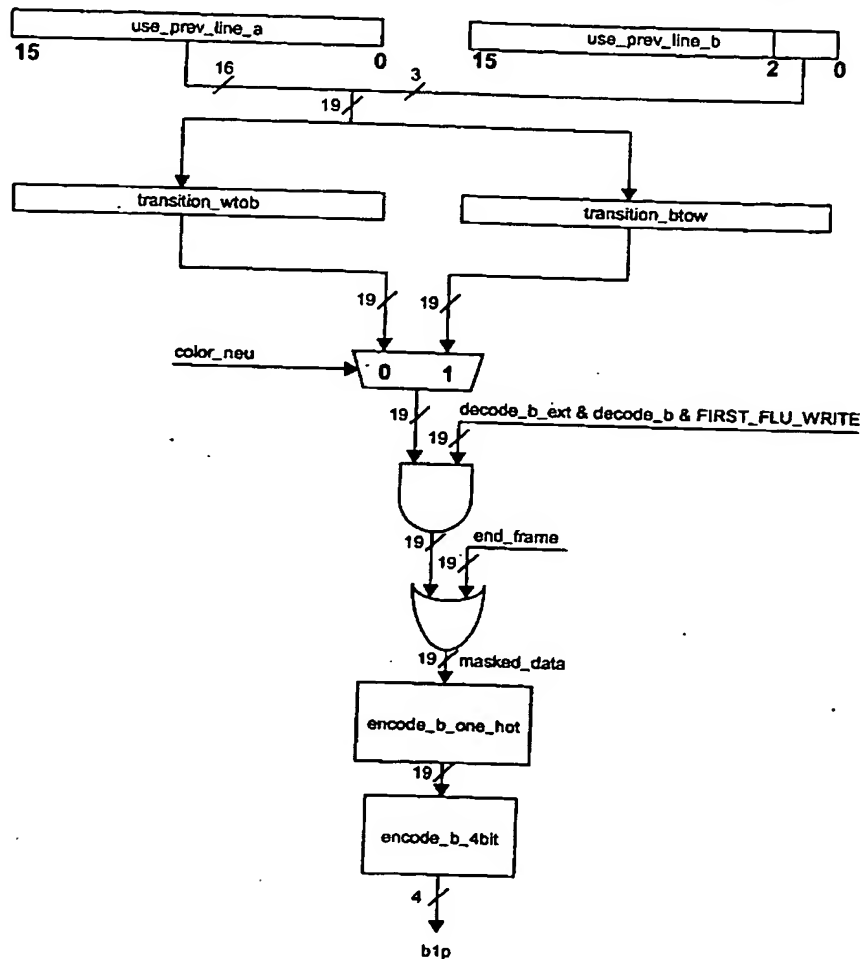 use_prev_line_a
use_prev_line_b
15
0
15
2
0
16
3
19
transition_wtob
transition_btow
19
19
color_neu
0
1
19
decode_b_ext & decode_b & FIRST_FLU_WRITE
19
19
end_frame
19
19
masked_data
encode_b_one_hot
19
encode_b_4bit
4
b1p